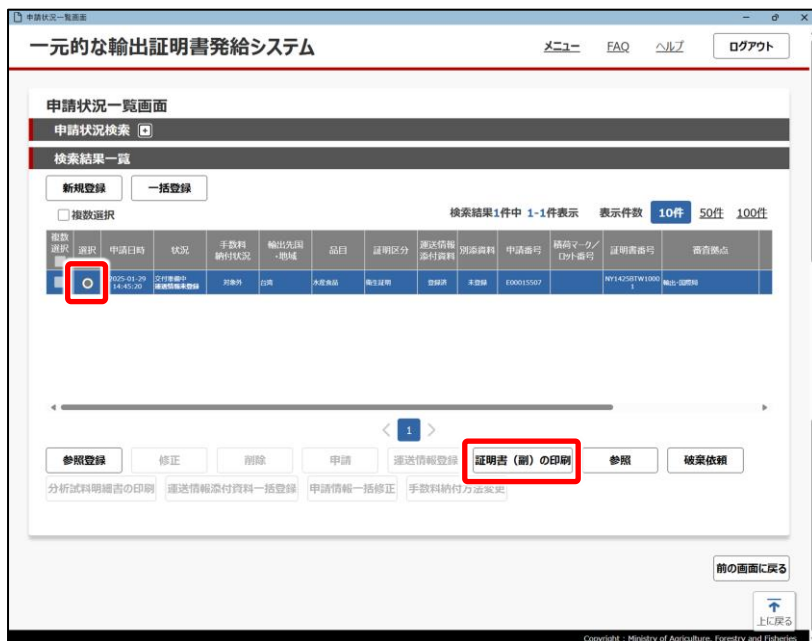 申請状況一覧画面
一元的な輸出証明書発給システム メニュー FAQ ヘルプ ログアウト
申請状況一覧画面
申請状況検索 +
検索結果一覧
新規登録 一括登録
複数選択 検索結果1件中 1-1件表示 表示件数 10件 50件 100件
複数選択 選択 申請日時 状況 手数料納付状況 輸出先国・地域 品目 証明区分 運送情報添付資料 別添資料 申請番号 積荷マーク/ロット番号 証明書番号 審査拠点
2025-01-29 14:45:20 交付準備中 運送情報未登録 対象外 台湾 水産食品 衛生証明 登録済 未登録 E00015507 NY14258TW10001 輸出・国際局
< 1 >
参照登録 修正 削除 申請 運送情報登録 証明書（副）の印刷 参照 破棄依頼
分析試料明細書の印刷 運送情報添付資料一括登録 申請情報一括修正 手数料納付方法変更
前の画面に戻る
上に戻る
Copyright : Ministry of Agriculture, Forestry and Fisheries